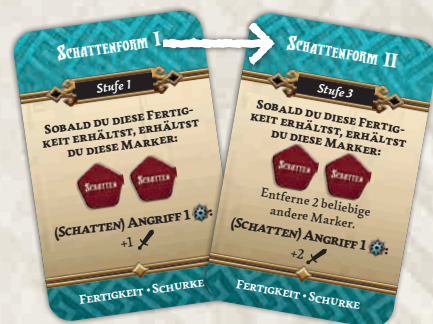 Schattenform I
Stufe 1
Sobald du diese Fertig-
keit erhältst, erhältst
du diese Marker:
Schatten Schatten
(Schatten) Angriff 1 :
+1
Fertigkeit • Schurke
Schattenform II
Stufe 3
Sobald du diese Fertig-
keit erhältst, erhältst
du diese Marker:
Schatten Schatten
Entferne 2 beliebige
andere Marker.
(Schatten) Angriff 1 :
+2
Fertigkeit • Schurke